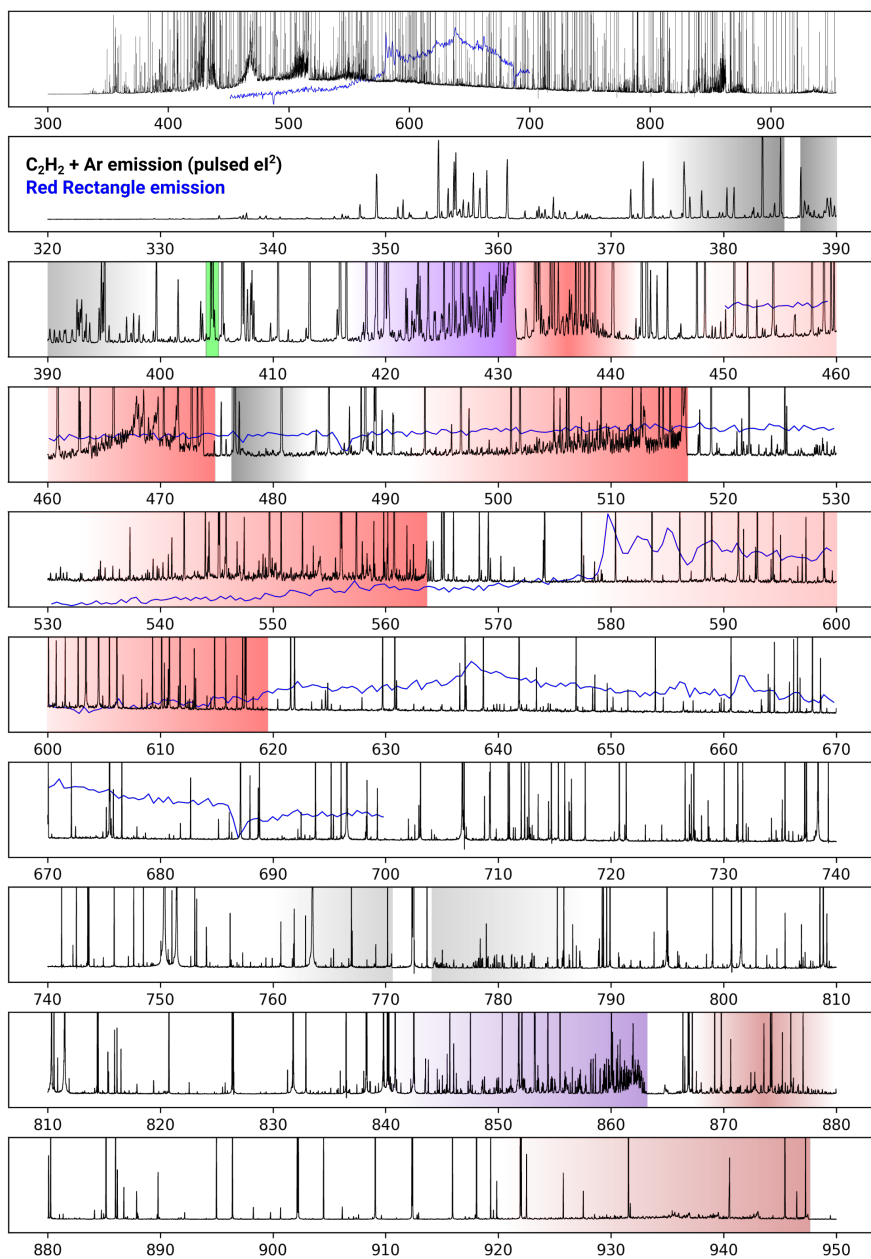 300 400 500 600 700 800 900
C₂H₂ + Ar emission (pulsed eI²)
Red Rectangle emission
320 330 340 350 360 370 380 390
390 400 410 420 430 440 450 460
460 470 480 490 500 510 520 530
530 540 550 560 570 580 590 600
600 610 620 630 640 650 660 670
670 680 690 700 710 720 730 740
740 750 760 770 780 790 800 810
810 820 830 840 850 860 870 880
880 890 900 910 920 930 940 950